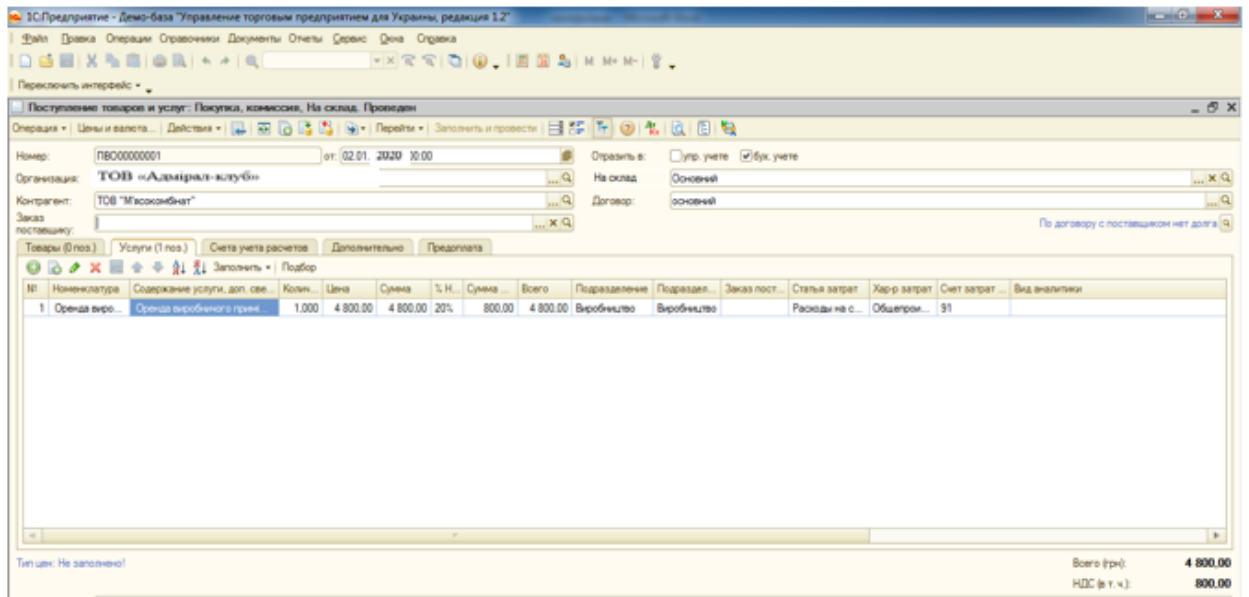 1С:Предприятие - Демо-база "Управление торговым предприятием для Украины, редакция 1.2"
Файл Правка Операции Справочники Документы Отчеты Сервис Окна Справка
M M+ M-
Переключить интерфейс
Поступление товаров и услуг: Покупка, комиссия, На склад. Проведен
Операция Цены и валюта... Действия Перейти Заполнить и провести
Номер: ПВО00000001 от: 02.01. 2020 Отразить в: упр. учете бух. учете
Организация: ТОВ «Адмірал-клуб» На склад Основний
Контрагент: ТОВ "М'ясокомбінат" Договор: основний
Заказ поставщику: По договору с поставщиком нет долга
Товары (0 поз.) Услуги (1 поз.) Счета учета расчетов Дополнительно Предоплата
Заполнить Подбор
№ Номенклатура Содержание услуги, доп. све... Колич... Цена Сумма % Н... Сумма ... Всего Подразделение Подраздел... Заказ пост... Статья затрат Хар-р затрат Счет затрат ... Вид аналитики
1 Оренда виро... Оренда виробничого примі... 1,000 4 800,00 4 800,00 20% 800,00 4 800,00 Виробництво Виробництво Расходы на с... Общепрои... 91
Тип цен: Не заполнено! Всего (грн): 4 800,00
НДС (в т. ч.): 800,00